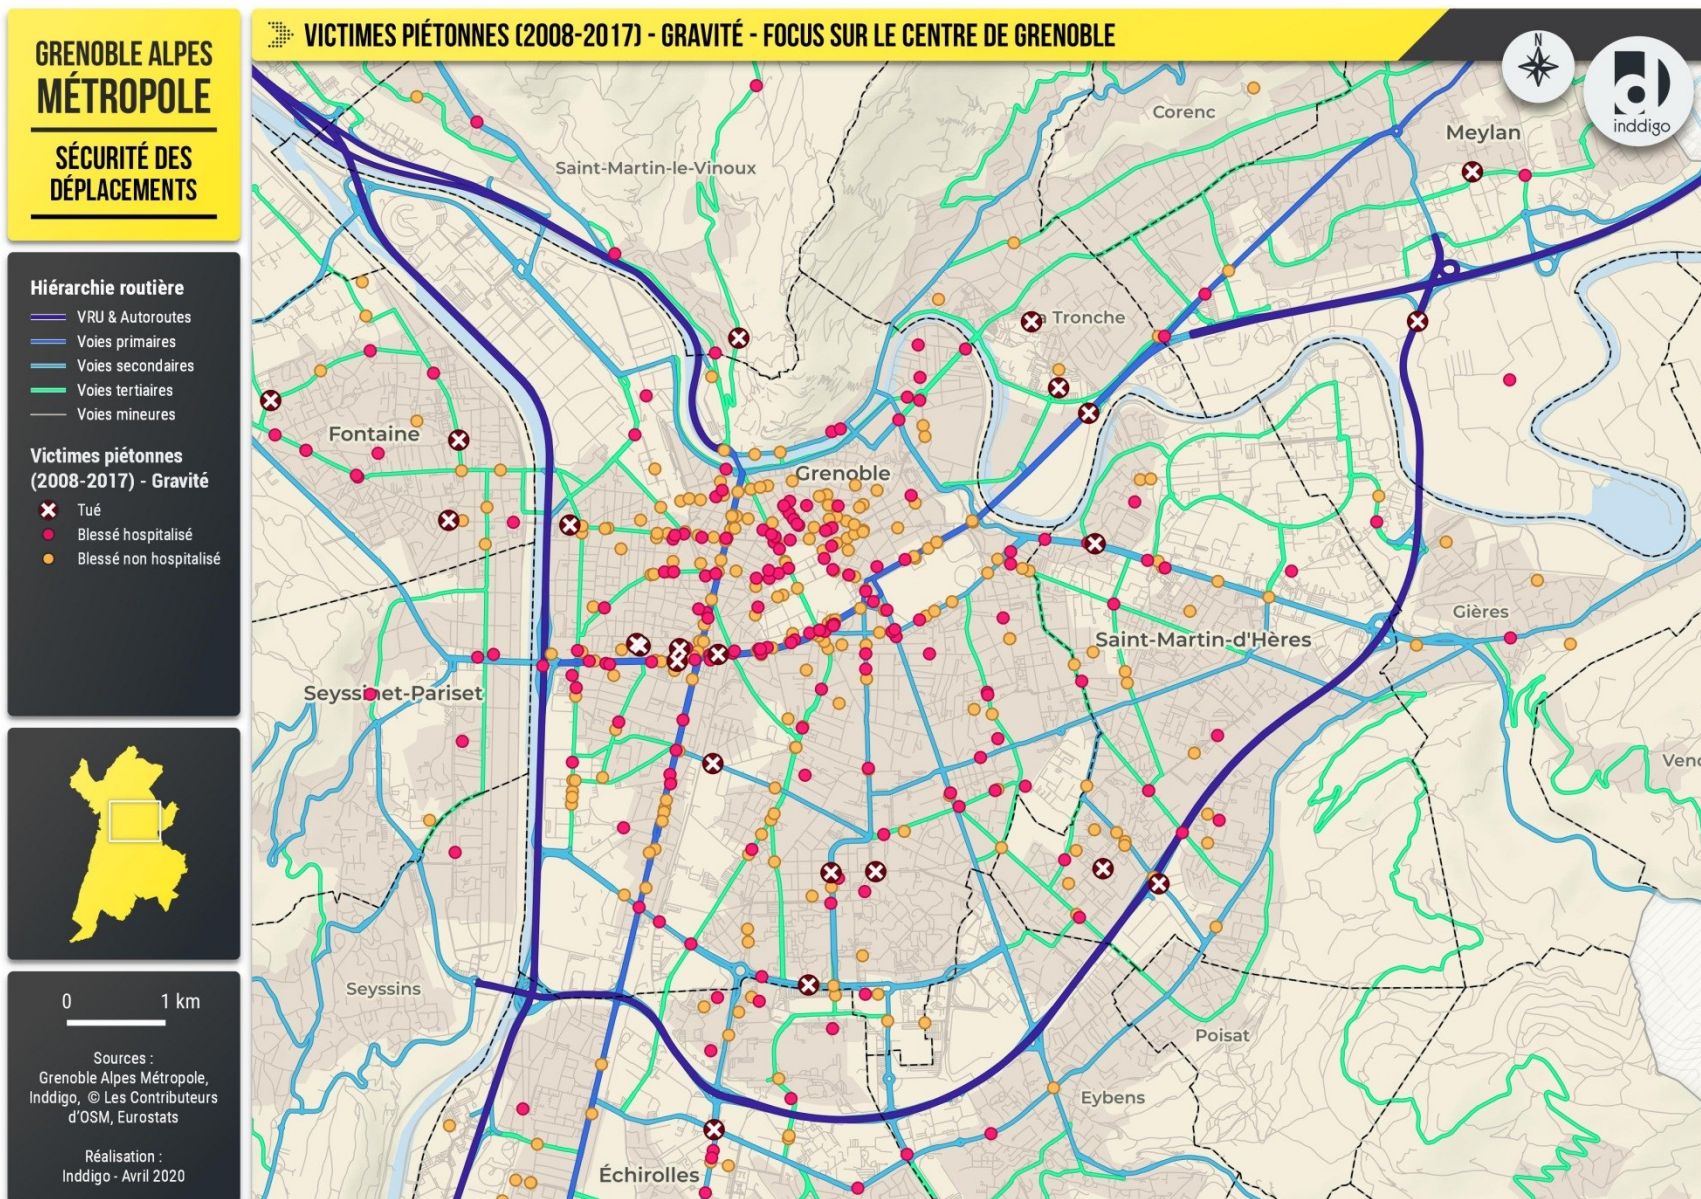 GRENOBLE ALPES
MÉTROPOLE
SÉCURITÉ DES
DÉPLACEMENTS
VICTIMES PIÉTONNES (2008-2017) - GRAVITÉ - FOCUS SUR LE CENTRE DE GRENOBLE
N
inddigo
Hiérarchie routière
VRU & Autoroutes
Voies primaires
Voies secondaires
Voies tertiaires
Voies mineures
Victimes piétonnes
(2008-2017) - Gravité
Tué
Blessé hospitalisé
Blessé non hospitalisé
0 1 km
Sources :
Grenoble Alpes Métropole,
Inddigo, © Les Contributeurs
d'OSM, Eurostats
Réalisation :
Inddigo - Avril 2020
Corenc
Meylan
Saint-Martin-le-Vinoux
Tronche
Fontaine
Grenoble
Gières
Saint-Martin-d'Hères
Seyssinet-Pariset
Seyssins
Poisat
Eybens
Échirolles